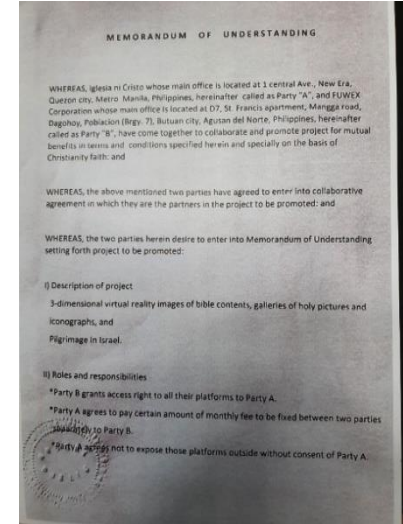 MEMORANDUM OF UNDERSTANDING
WHEREAS, Iglesia ni Cristo whose main office is located at 1 central Ave., New Era,
Quezon city, Metro Manila, Philippines, hereinafter called as Party "A", and FUWEX
Corporation whose main office is located at D7, St. Francis apartment, Mangga road,
Dagohoy, Poblacion (Brgy. 7), Butuan city, Agusan del Norte, Philippines, hereinafter
called as Party "B", have come together to collaborate and promote project for mutual
benefits in terms and conditions specified herein and specially on the basis of
Christianity faith: and
WHEREAS, the above mentioned two parties have agreed to enter into collaborative
agreement in which they are the partners in the project to be promoted: and
WHEREAS, the two parties herein desire to enter into Memorandum of Understanding
setting forth project to be promoted:
I) Description of project
3-dimensional virtual reality images of bible contents, galleries of holy pictures and
iconographs, and
Pilgrimage in Israel.
II) Roles and responsibilities
*Party B grants access right to all their platforms to Party A.
*Party A agrees to pay certain amount of monthly fee to be fixed between two parties
separately to Party B.
*Party A agrees not to expose those platforms outside without consent of Party A.